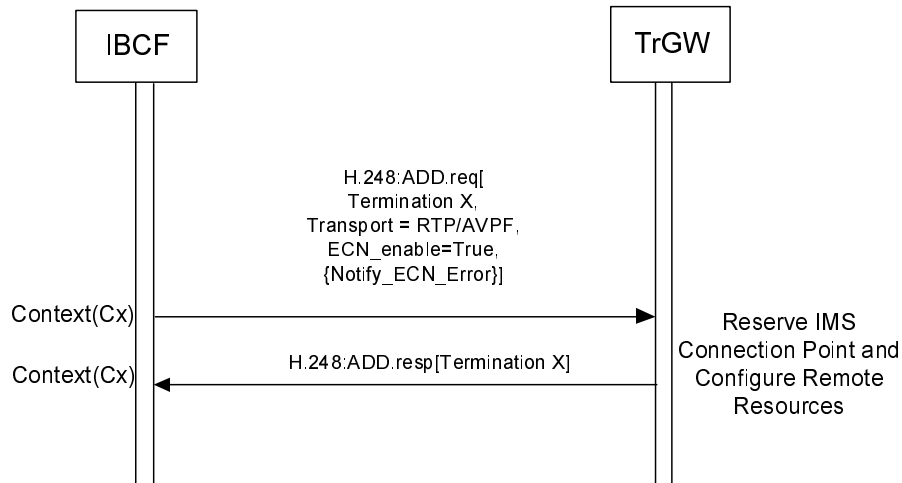 IBCF
TrGW
H.248:ADD.req[
Termination X,
Transport = RTP/AVPF,
ECN_enable=True,
{Notify_ECN_Error}]
Context(Cx)
Reserve IMS
Connection Point and
Configure Remote
Resources
H.248:ADD.resp[Termination X]
Context(Cx)